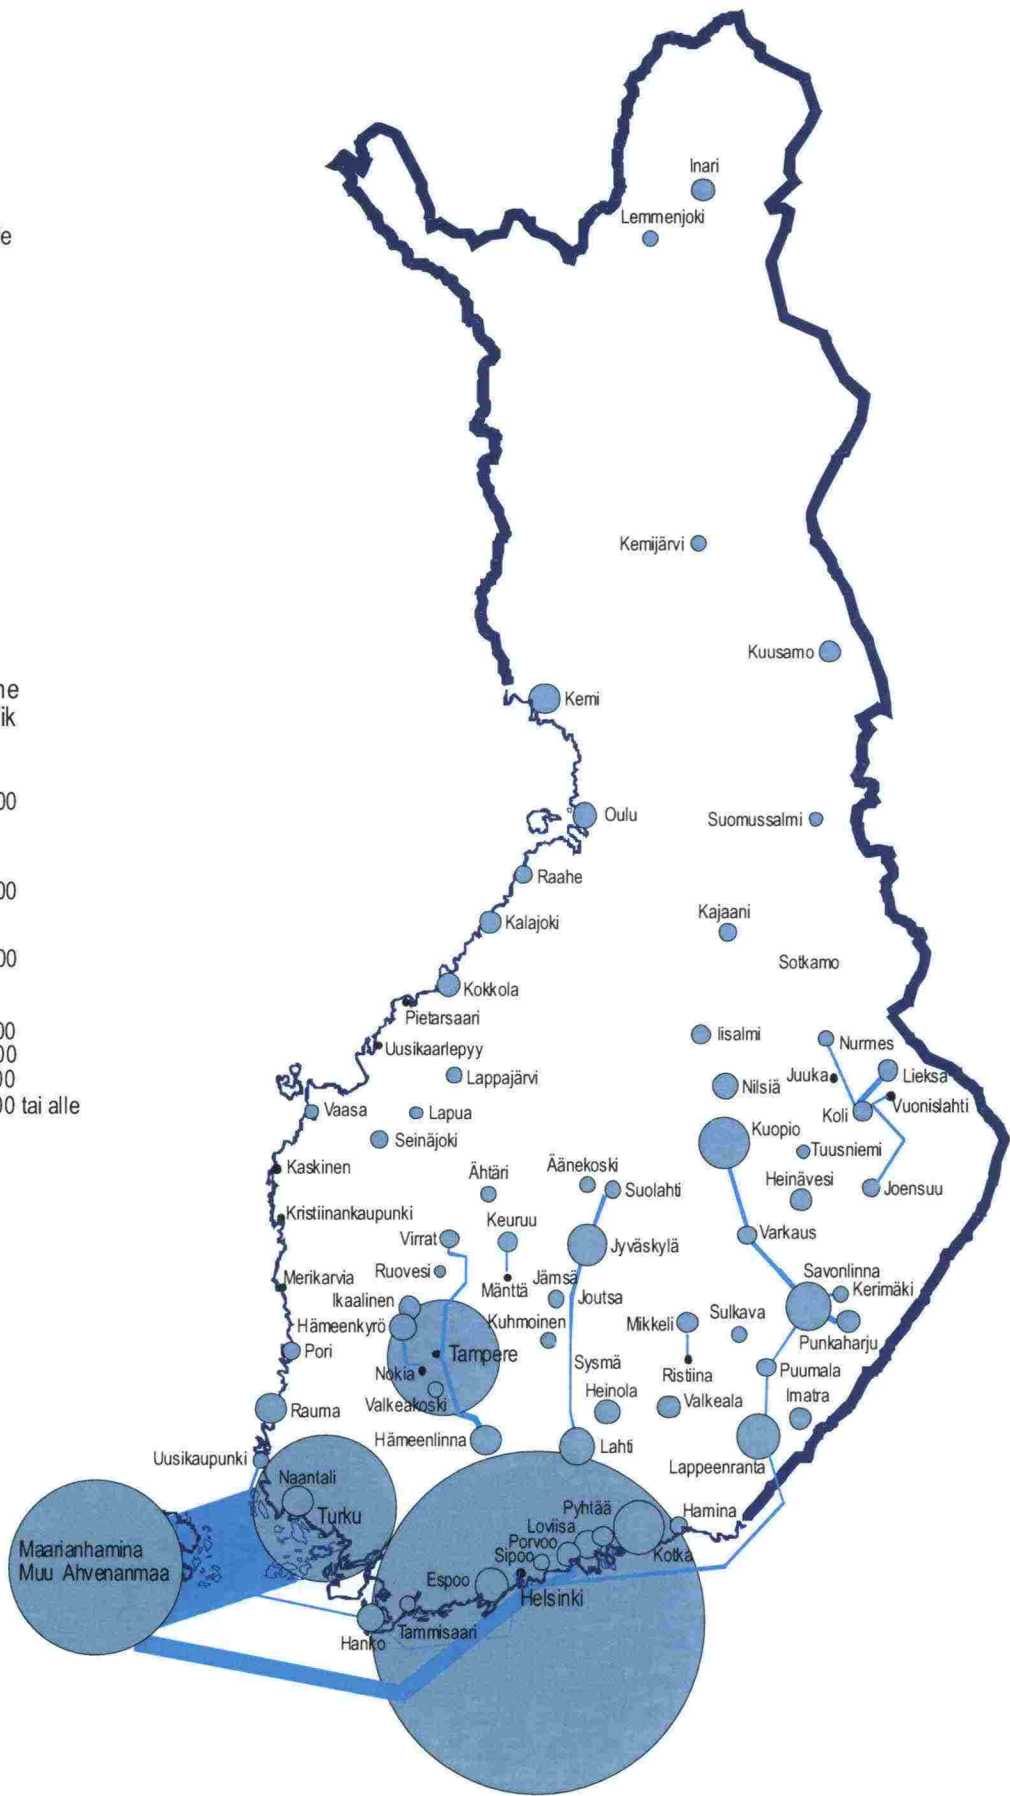 Inari
Lemmenjoki
Kemijärvi
Kuusamo
Kemi
00
Oulu
Suomussalmi
Raahe
00
Kajaani
Kalajoki
00
Sotkamo
Kokkola
Pietarsaari
00
Iisalmi
Nurmes
Uusikaarlepyy
00
Lappajärvi
Juuka
Lieksa
00
Nilsiä
00 tai alle
Vaasa
Lapua
Koli
Vuonislahti
Seinäjoki
Kuopio
Tuusniemi
Kaskinen
Ähtäri
Äänekoski
Suolahti
Heinävesi
Joensuu
Kristiinankaupunki
Keuruu
Virrat
Jyväskylä
Varkaus
Ruovesi
Merikarvia
Mänttä
Jämsä
Savonlinna
Kerimäki
Ikaalinen
Joutsa
Hämeenkyrö
Kuhmoinen
Mikkeli
Sulkava
Punkaharju
Pori
Tampere
Nokia
Sysmä
Ristiina
Puumala
Valkeakoski
Heinola
Valkeala
Imatra
Rauma
Hämeenlinna
Lahti
Uusikaupunki
Lappeenranta
Naantali
Turku
Pyhtää
Hamina
Loviisa
Maarianhamina
Muu Ahvenanmaa
Porvoo
Sipoo
Kotka
Espoo
Helsinki
Tammisaari
Hanko